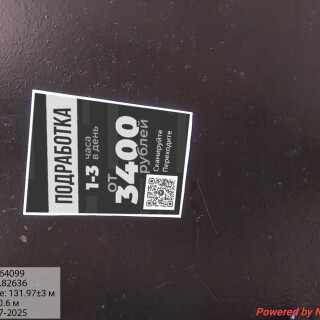 ПОДРАБОТКА
1-3 часа
в день
от
3400
рублей
Сканируйте
Переходите
64099
.82636
е: 131.97±3 м
0.6 м
7-2025
Powered by N